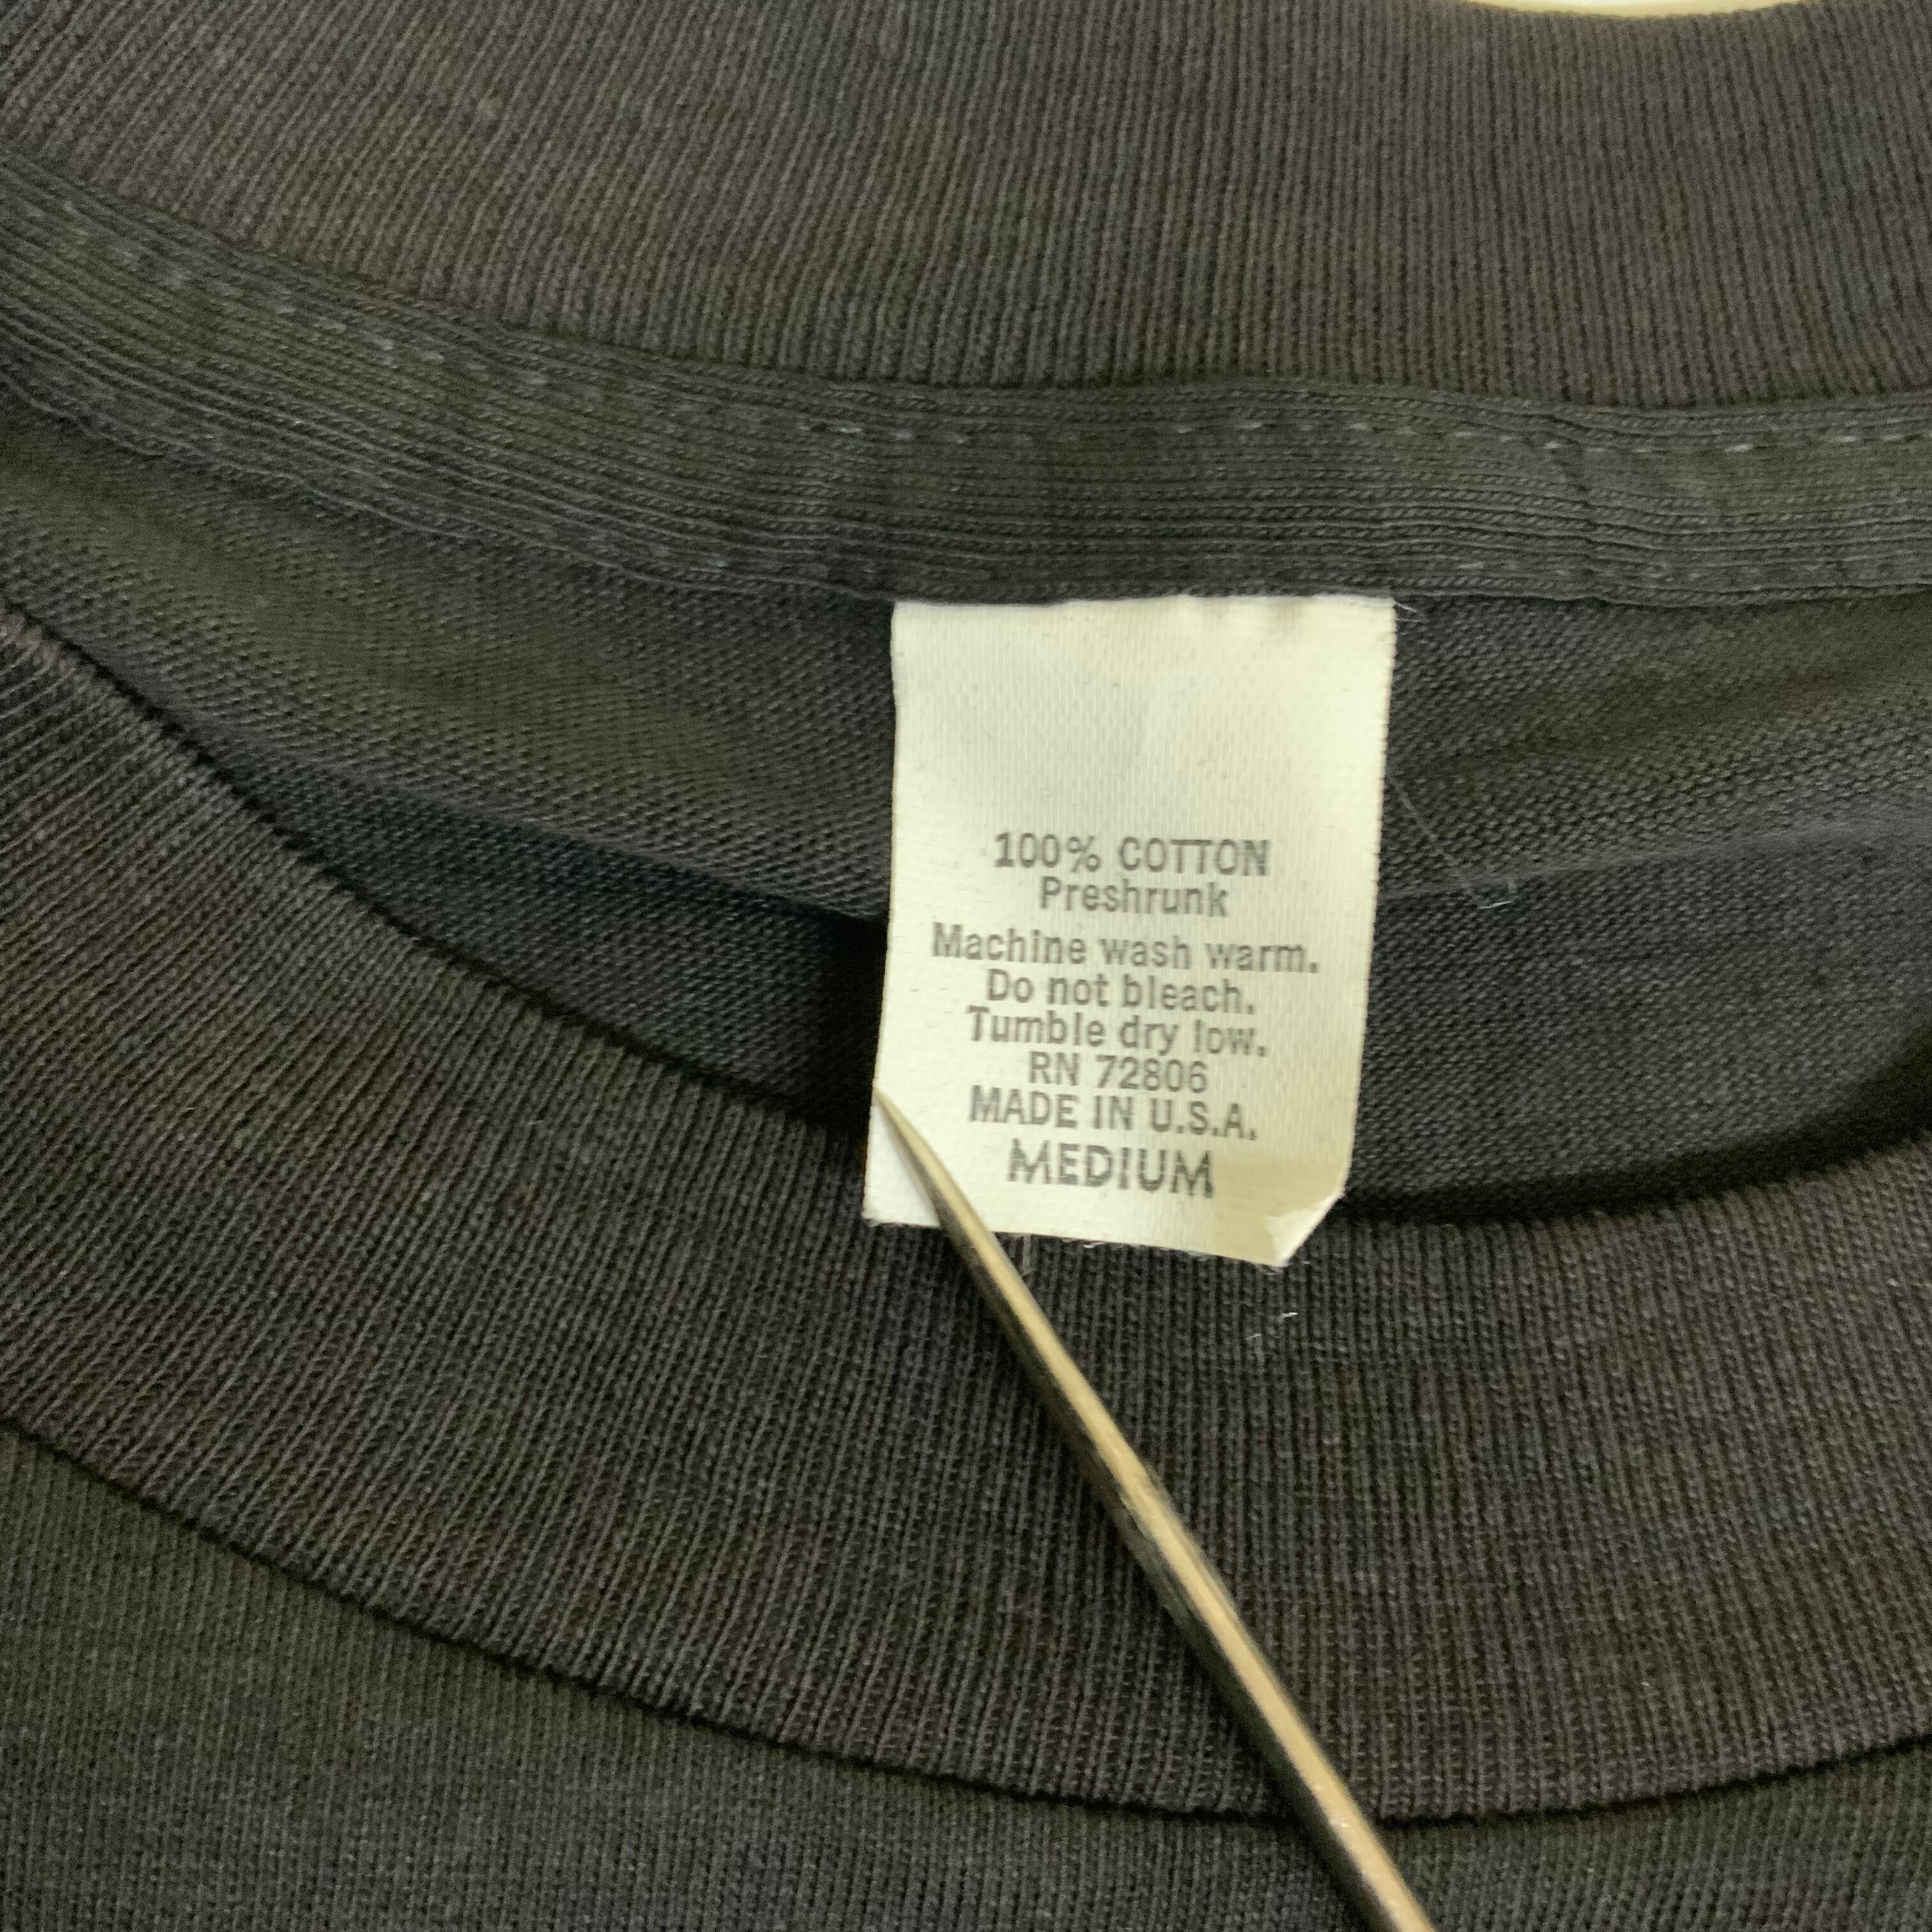 100% COTTON
Preshrunk
Machine wash warm.
Do not bleach.
Tumble dry low.
RN 72806
MADE IN U.S.A.
MEDIUM